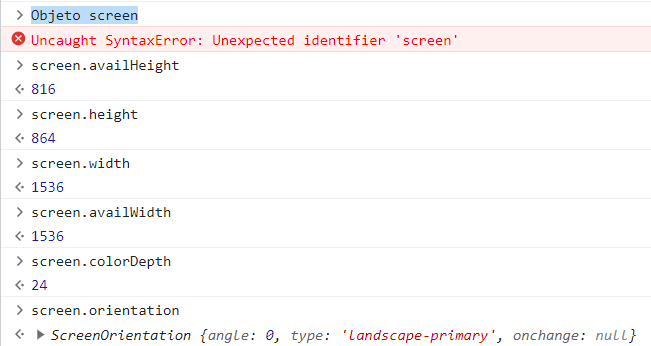 Objeto screen
Uncaught SyntaxError: Unexpected identifier 'screen'
screen.availHeight
816
screen.height
864
screen.width
1536
screen.availWidth
1536
screen.colorDepth
24
screen.orientation
ScreenOrientation {angle: 0, type: 'landscape-primary', onchange: null}